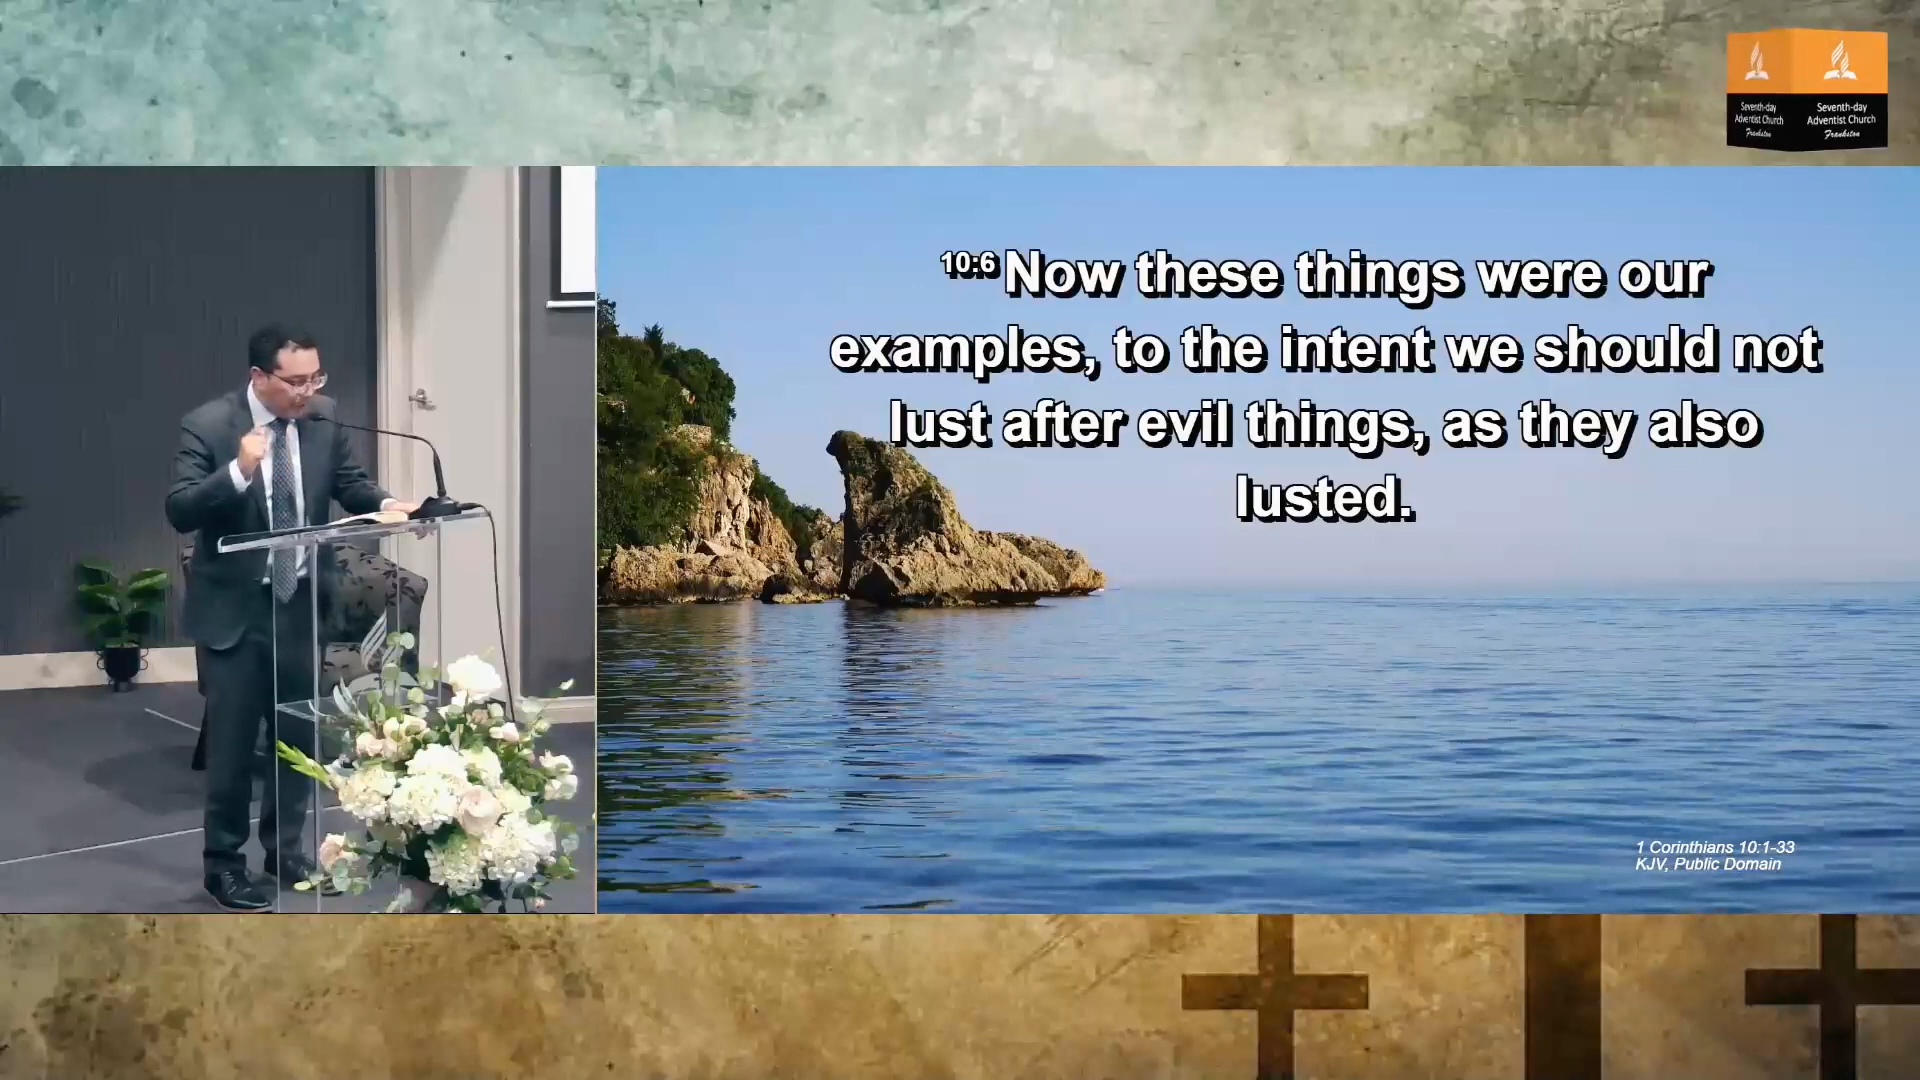 Seventh-day
Adventist Church
Frankston
Seventh-day
Adventist Church
Frankston
10:6 Now these things were our
examples, to the intent we should not
lust after evil things, as they also
lusted.
1 Corinthians 10:1-33
KJV, Public Domain